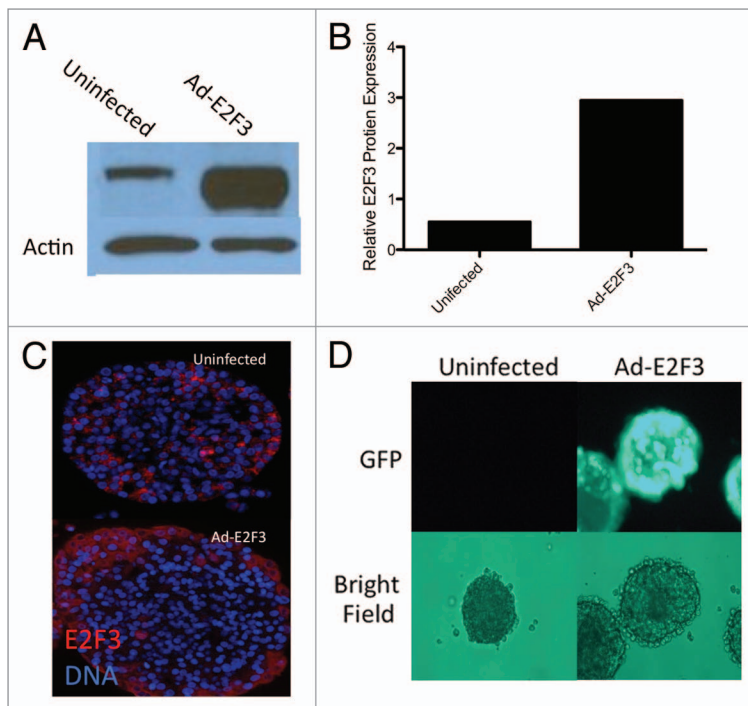 A
Uninfected
Ad-E2F3
Actin
B
Relative E2F3 Protien Expression
4
3
2
1
0
Unifected
Ad-E2F3
C
Uninfected
Ad-E2F3
E2F3
DNA
D
Uninfected Ad-E2F3
GFP
Bright
Field